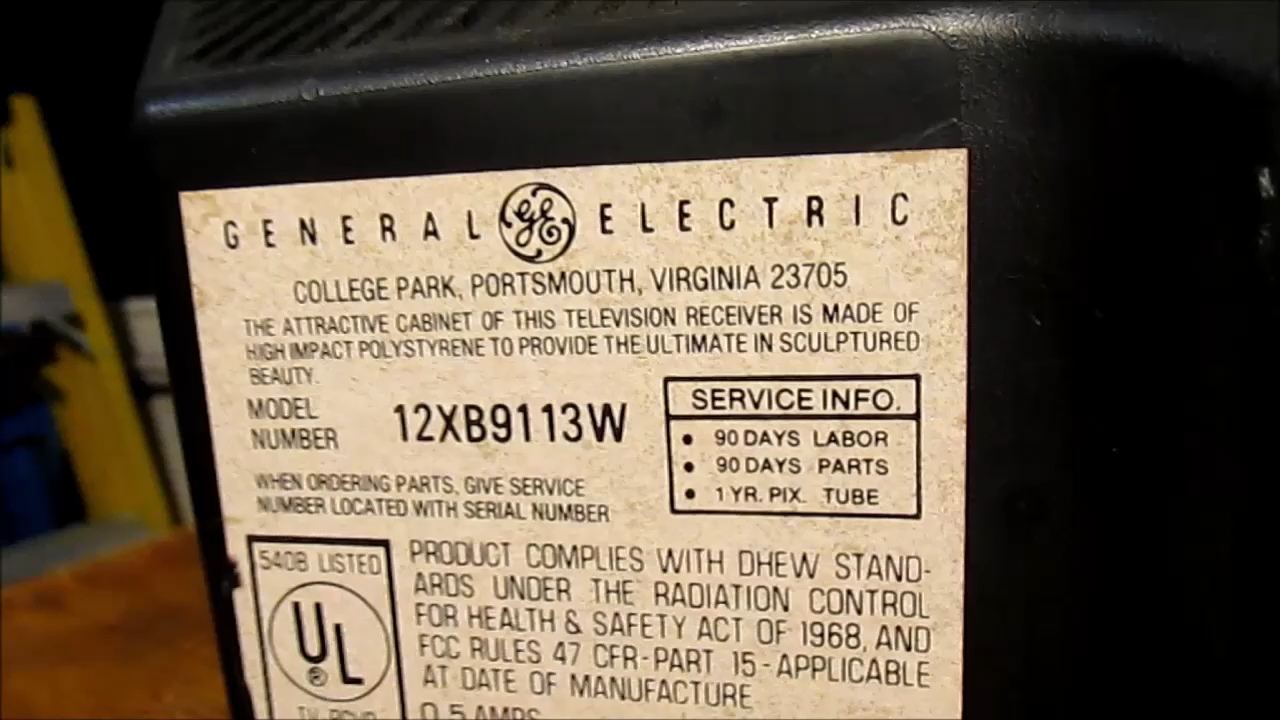 GENERAL GE ELECTRIC
COLLEGE PARK, PORTSMOUTH, VIRGINIA 23705
THE ATTRACTIVE CABINET OF THIS TELEVISION RECEIVER IS MADE OF
HIGH IMPACT POLYSTYRENE TO PROVIDE THE ULTIMATE IN SCULPTURED
BEAUTY.
MODEL
NUMBER
12XB9113W
SERVICE INFO.
• 90 DAYS LABOR
• 90 DAYS PARTS
• 1 YR. PIX. TUBE
WHEN ORDERING PARTS, GIVE SERVICE
NUMBER LOCATED WITH SERIAL NUMBER
540B LISTED
UL
®
TV RCVR
PRODUCT COMPLIES WITH DHEW STAND-
ARDS UNDER THE RADIATION CONTROL
FOR HEALTH & SAFETY ACT OF 1968, AND
FCC RULES 47 CFR-PART 15-APPLICABLE
AT DATE OF MANUFACTURE
0.5 AMPS